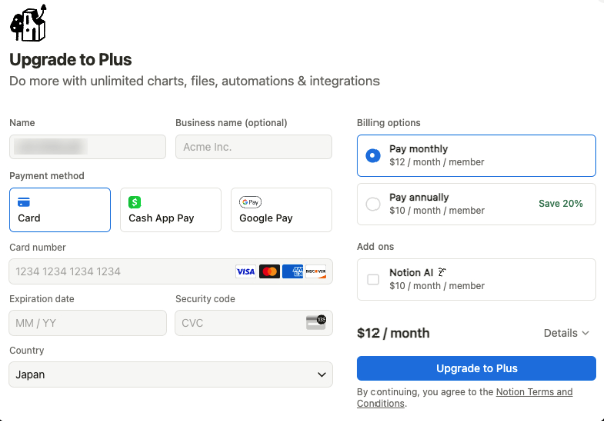 Upgrade to Plus
Do more with unlimited charts, files, automations & integrations
Name
Business name (optional)
Acme Inc.
Payment method
Card
Cash App Pay
G Pay
Google Pay
Card number
1234 1234 1234 1234
VISA
DISCOVER
Expiration date
Security code
MM / YY
CVC
Country
Japan
Billing options
Pay monthly
$12 / month / member
Pay annually
$10 / month / member
Save 20%
Add ons
Notion AI
$10 / month / member
$12 / month
Details
Upgrade to Plus
By continuing, you agree to the Notion Terms and
Conditions.